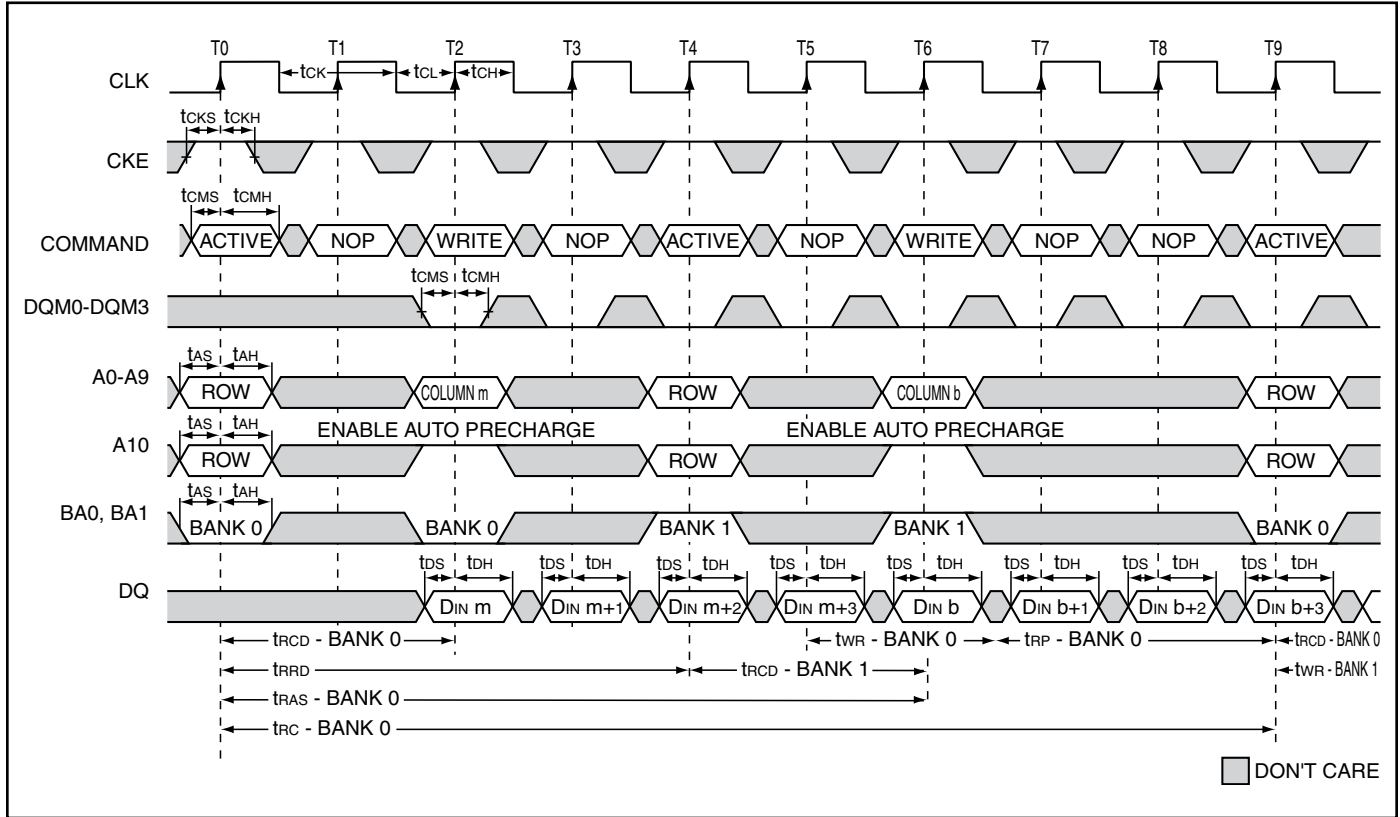 T0 T1 T2 T3 T4 T5 T6 T7 T8 T9
CLK tCK tCL tCH
tCKS tCKH
CKE
tCMS tCMH
COMMAND ACTIVE NOP WRITE NOP ACTIVE NOP WRITE NOP NOP ACTIVE
tCMS tCMH
DQM0-DQM3
tAS tAH
A0-A9 ROW COLUMN m ROW COLUMN b ROW
tAS tAH ENABLE AUTO PRECHARGE ENABLE AUTO PRECHARGE
A10 ROW ROW ROW
tAS tAH
BA0, BA1 BANK 0 BANK 0 BANK 1 BANK 1 BANK 0
tDS tDH tDS tDH tDS tDH tDS tDH tDS tDH tDS tDH tDS tDH tDS tDH
DQ DIN m DIN m+1 DIN m+2 DIN m+3 DIN b DIN b+1 DIN b+2 DIN b+3
tRCD - BANK 0 tWR - BANK 0 tRP - BANK 0 tRCD - BANK 0
tRRD tRCD - BANK 1 tWR - BANK 1
tRAS - BANK 0
tRC - BANK 0
DON'T CARE